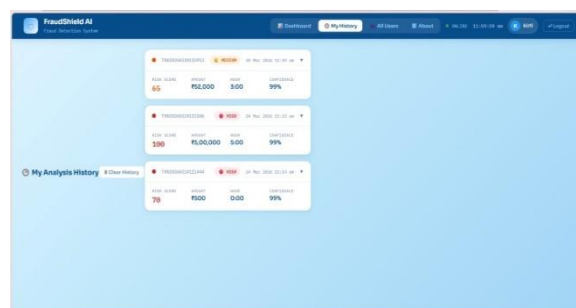 FraudShield AI
Fraud Detection System
Dashboard
My History
All Users
About
Logout
MEDIUM
RISK SCORE AMOUNT HOUR CONFIDENCE
65 ₹52,000 3:00 99%
HIGH
RISK SCORE AMOUNT HOUR CONFIDENCE
100 ₹5,00,000 5:00 99%
My Analysis History
Clear History
HIGH
RISK SCORE AMOUNT HOUR CONFIDENCE
70 ₹500 0:00 99%